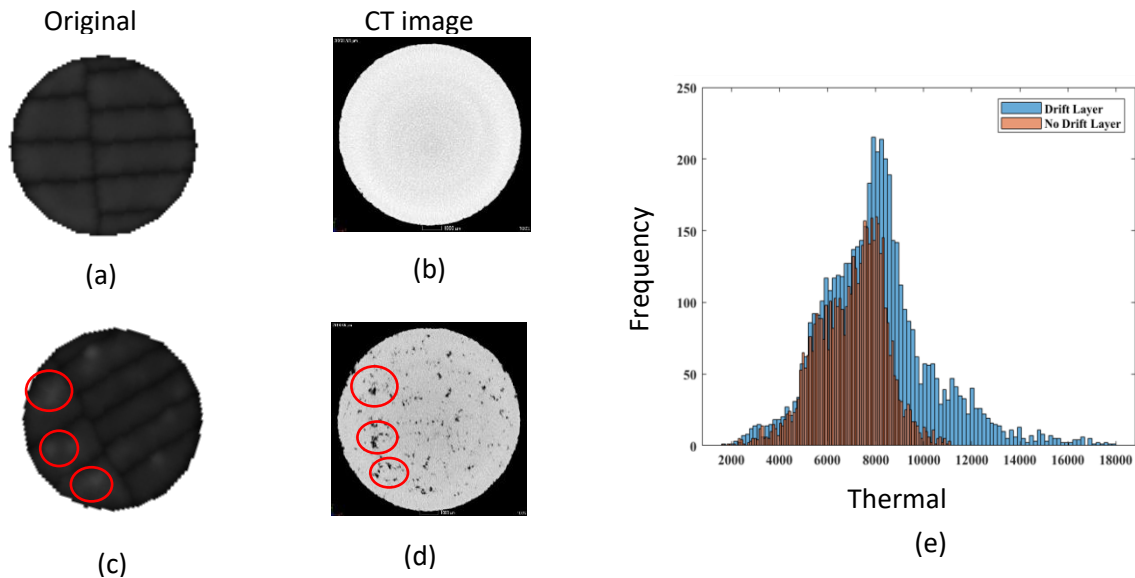 Original
CT image
(a)
(b)
(c)
(d)
250
200
150
100
50
0
Frequency
Drift Layer
No Drift Layer
2000 4000 6000 8000 10000 12000 14000 16000 18000
Thermal
(e)